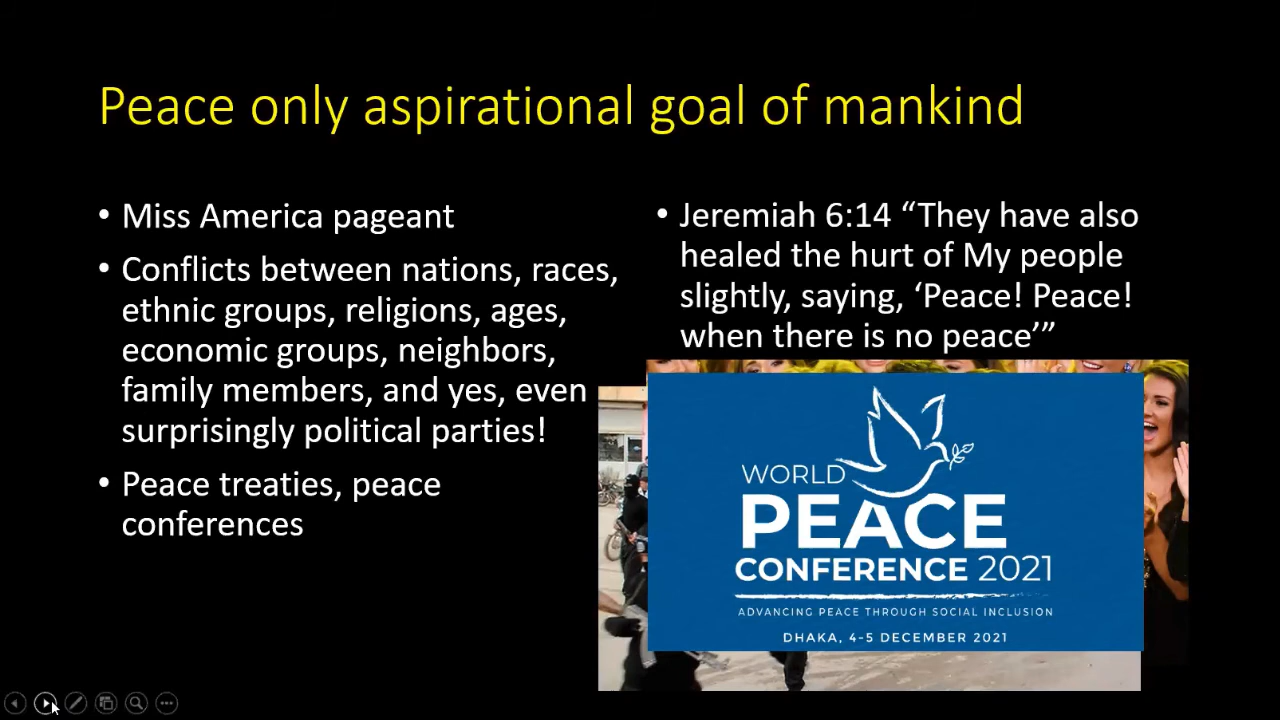 Peace only aspirational goal of mankind
• Miss America pageant
• Conflicts between nations, races,
ethnic groups, religions, ages,
economic groups, neighbors,
family members, and yes, even
surprisingly political parties!
• Peace treaties, peace
conferences
• Jeremiah 6:14 “They have also
healed the hurt of My people
slightly, saying, ‘Peace! Peace!
when there is no peace’”
WORLD
PEACE
CONFERENCE 2021
ADVANCING PEACE THROUGH SOCIAL INCLUSION
DHAKA, 4-5 DECEMBER 2021